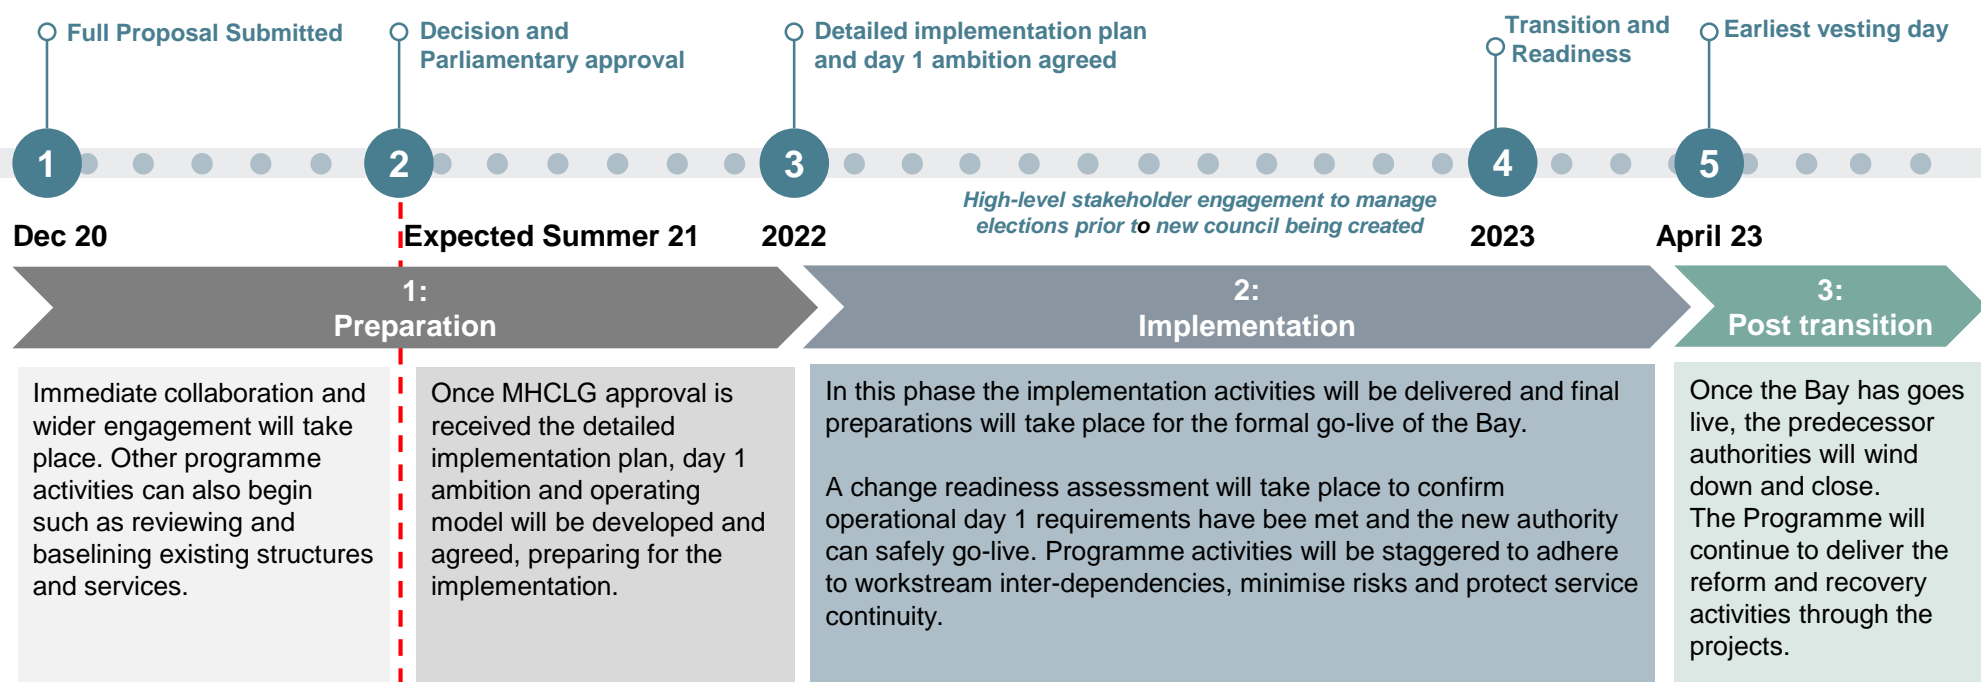 Full Proposal Submitted
Decision and
Parliamentary approval
Detailed implementation plan
and day 1 ambition agreed
Transition and
Readiness
Earliest vesting day
1
2
3
4
5
High-level stakeholder engagement to manage
elections prior to new council being created
Dec 20
Expected Summer 21
2022
2023
April 23
1:
Preparation
2:
Implementation
3:
Post transition
Immediate collaboration and
wider engagement will take
place. Other programme
activities can also begin
such as reviewing and
baselining existing structures
and services.
Once MHCLG approval is
received the detailed
implementation plan, day 1
ambition and operating
model will be developed and
agreed, preparing for the
implementation.
In this phase the implementation activities will be delivered and final
preparations will take place for the formal go-live of the Bay.
A change readiness assessment will take place to confirm
operational day 1 requirements have bee met and the new authority
can safely go-live. Programme activities will be staggered to adhere
to workstream inter-dependencies, minimise risks and protect service
continuity.
Once the Bay has goes
live, the predecessor
authorities will wind
down and close.
The Programme will
continue to deliver the
reform and recovery
activities through the
projects.